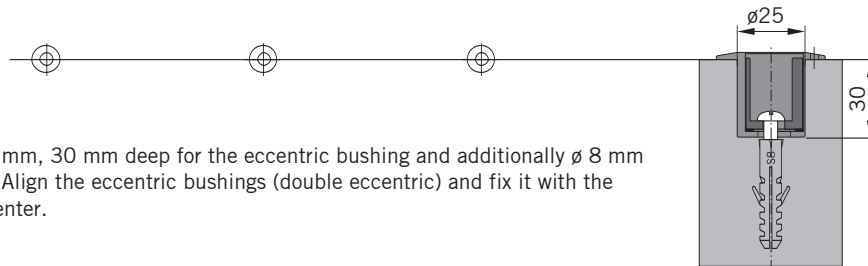 ø25
30
S8
mm, 30 mm deep for the eccentric bushing and additionally ø 8 mm
Align the eccentric bushings (double eccentric) and fix it with the
enter.